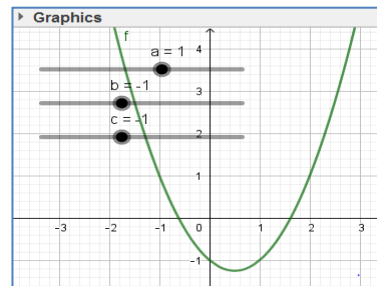 Graphics
f
4
a = 1
3
b = -1
2
c = -1
1
-3 -2 -1 0 1 2 3
-1